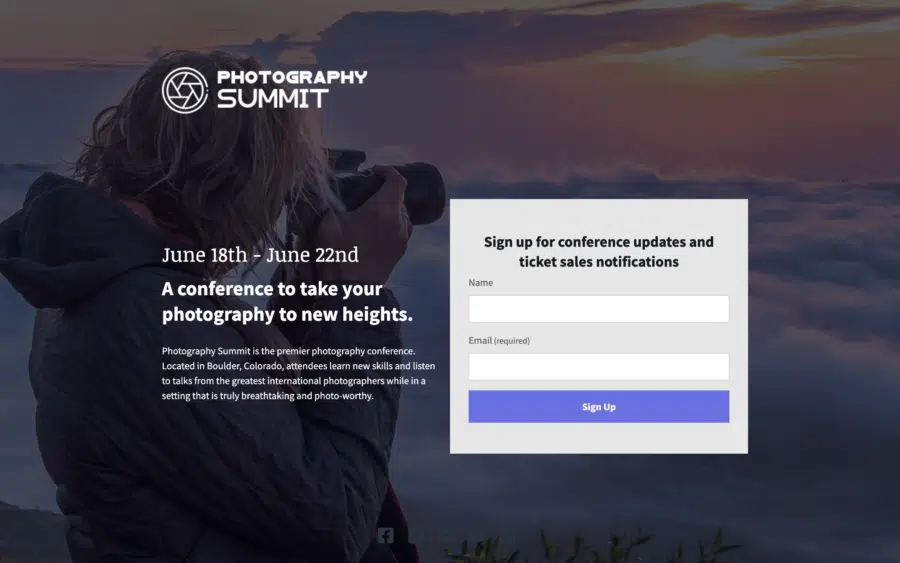 PHOTOGRAPHY
SUMMIT
June 18th - June 22nd
A conference to take your
photography to new heights.
Photography Summit is the premier photography conference.
Located in Boulder, Colorado, attendees learn new skills and listen
to talks from the greatest international photographers while in a
setting that is truly breathtaking and photo-worthy.
Sign up for conference updates and
ticket sales notifications
Name
Email (required)
Sign Up